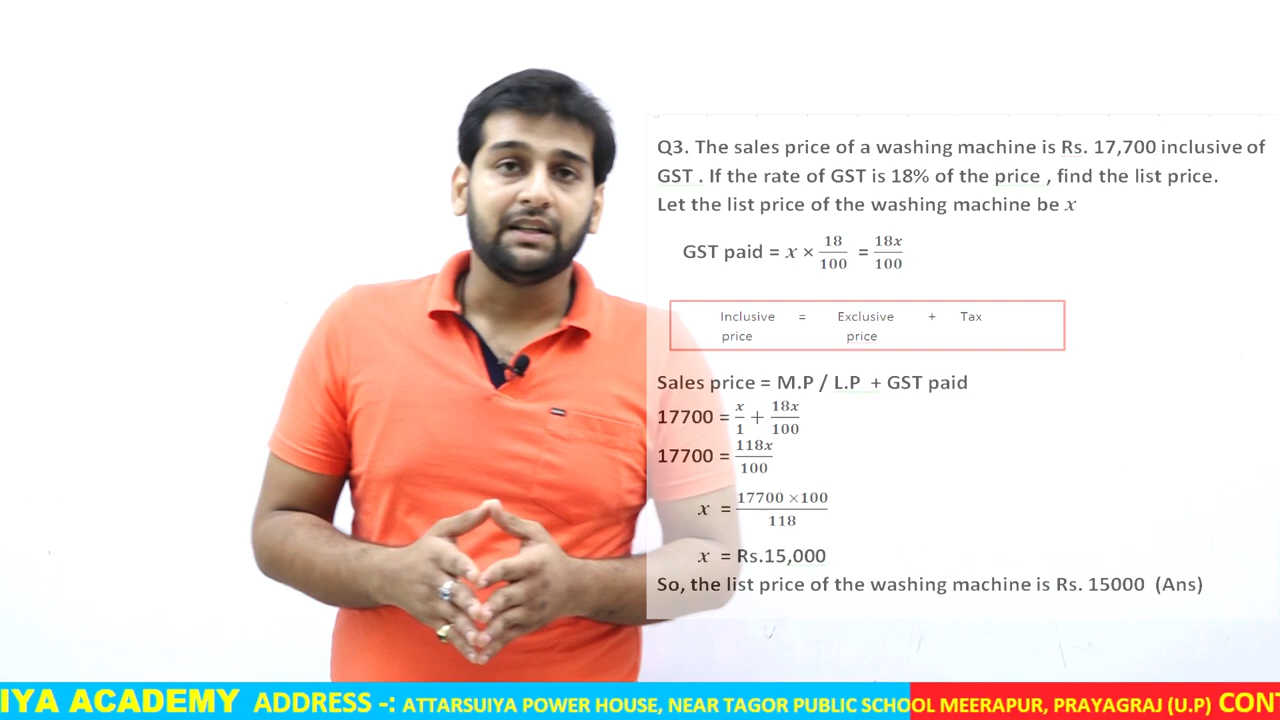 Q3. The sales price of a washing machine is Rs. 17,700 inclusive of
GST . If the rate of GST is 18% of the price , find the list price.
Let the list price of the washing machine be x
GST paid = x × 18/100 = 18x/100
Inclusive price = Exclusive price + Tax
Sales price = M.P / L.P + GST paid
17700 = x/1 + 18x/100
17700 = 118x/100
x = 17700 ×100/118
x = Rs.15,000
So, the list price of the washing machine is Rs. 15000 (Ans)
IYA ACADEMY ADDRESS -: ATTARSUIYA POWER HOUSE, NEAR TAGOR PUBLIC SCHOOL MEERAPUR, PRAYAGRAJ (U.P) CONT